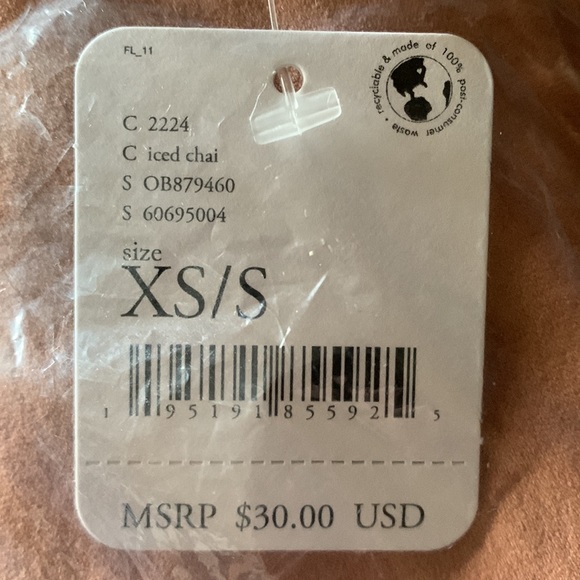 FL_11
recyclable & made of 100% post-consumer waste •
C 2224
C iced chai
S OB879460
S 60695004
size
XS/S
1 95191 85592 5
MSRP $30.00 USD